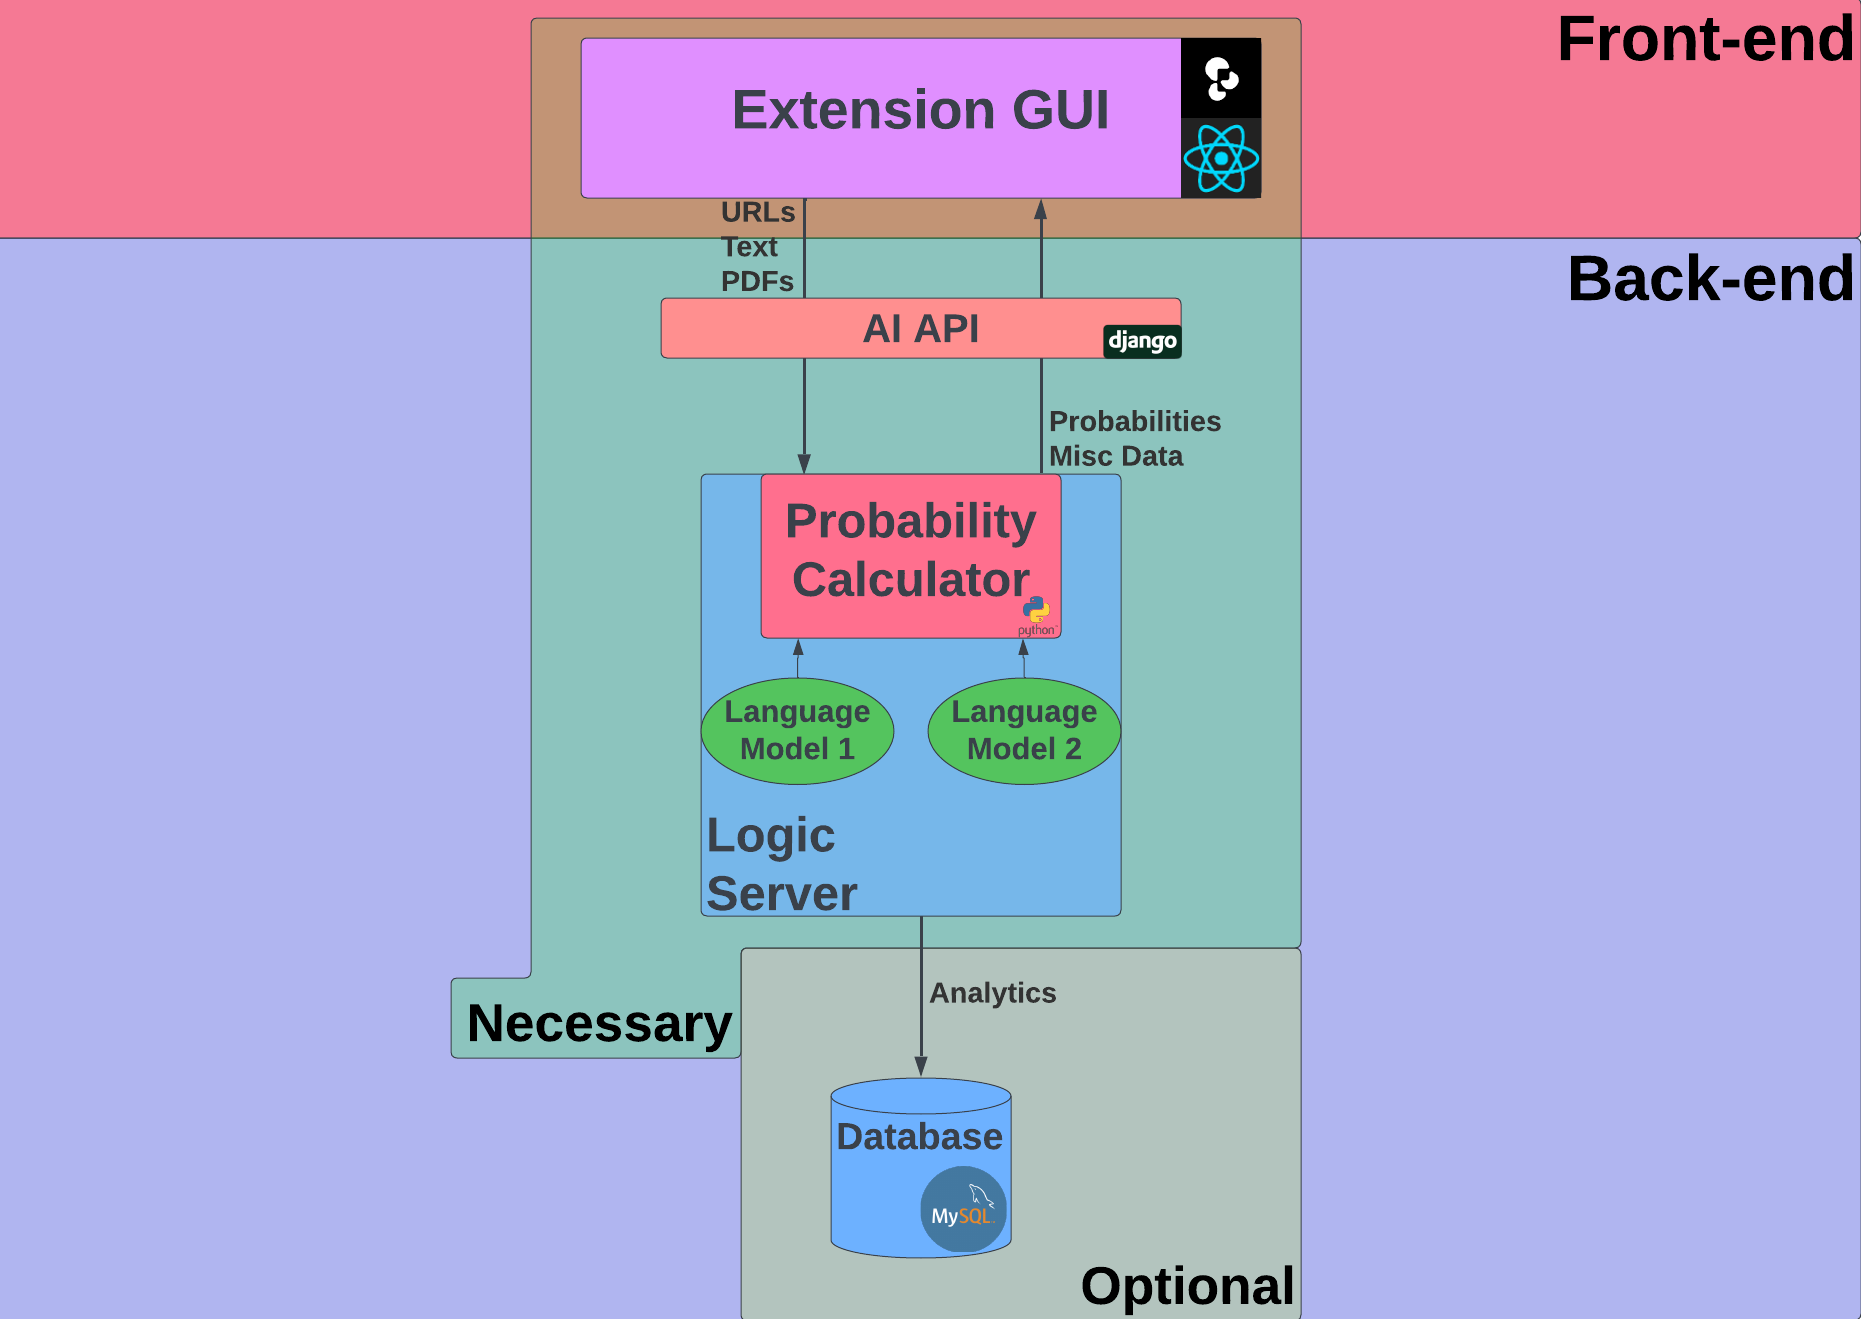 Front-end
Extension GUI
URLs
Text
PDFs
Back-end
AI API
django
Probabilities
Misc Data
Probability
Calculator
python
Language
Model 1
Language
Model 2
Logic
Server
Analytics
Necessary
Database
MySQL
Optional